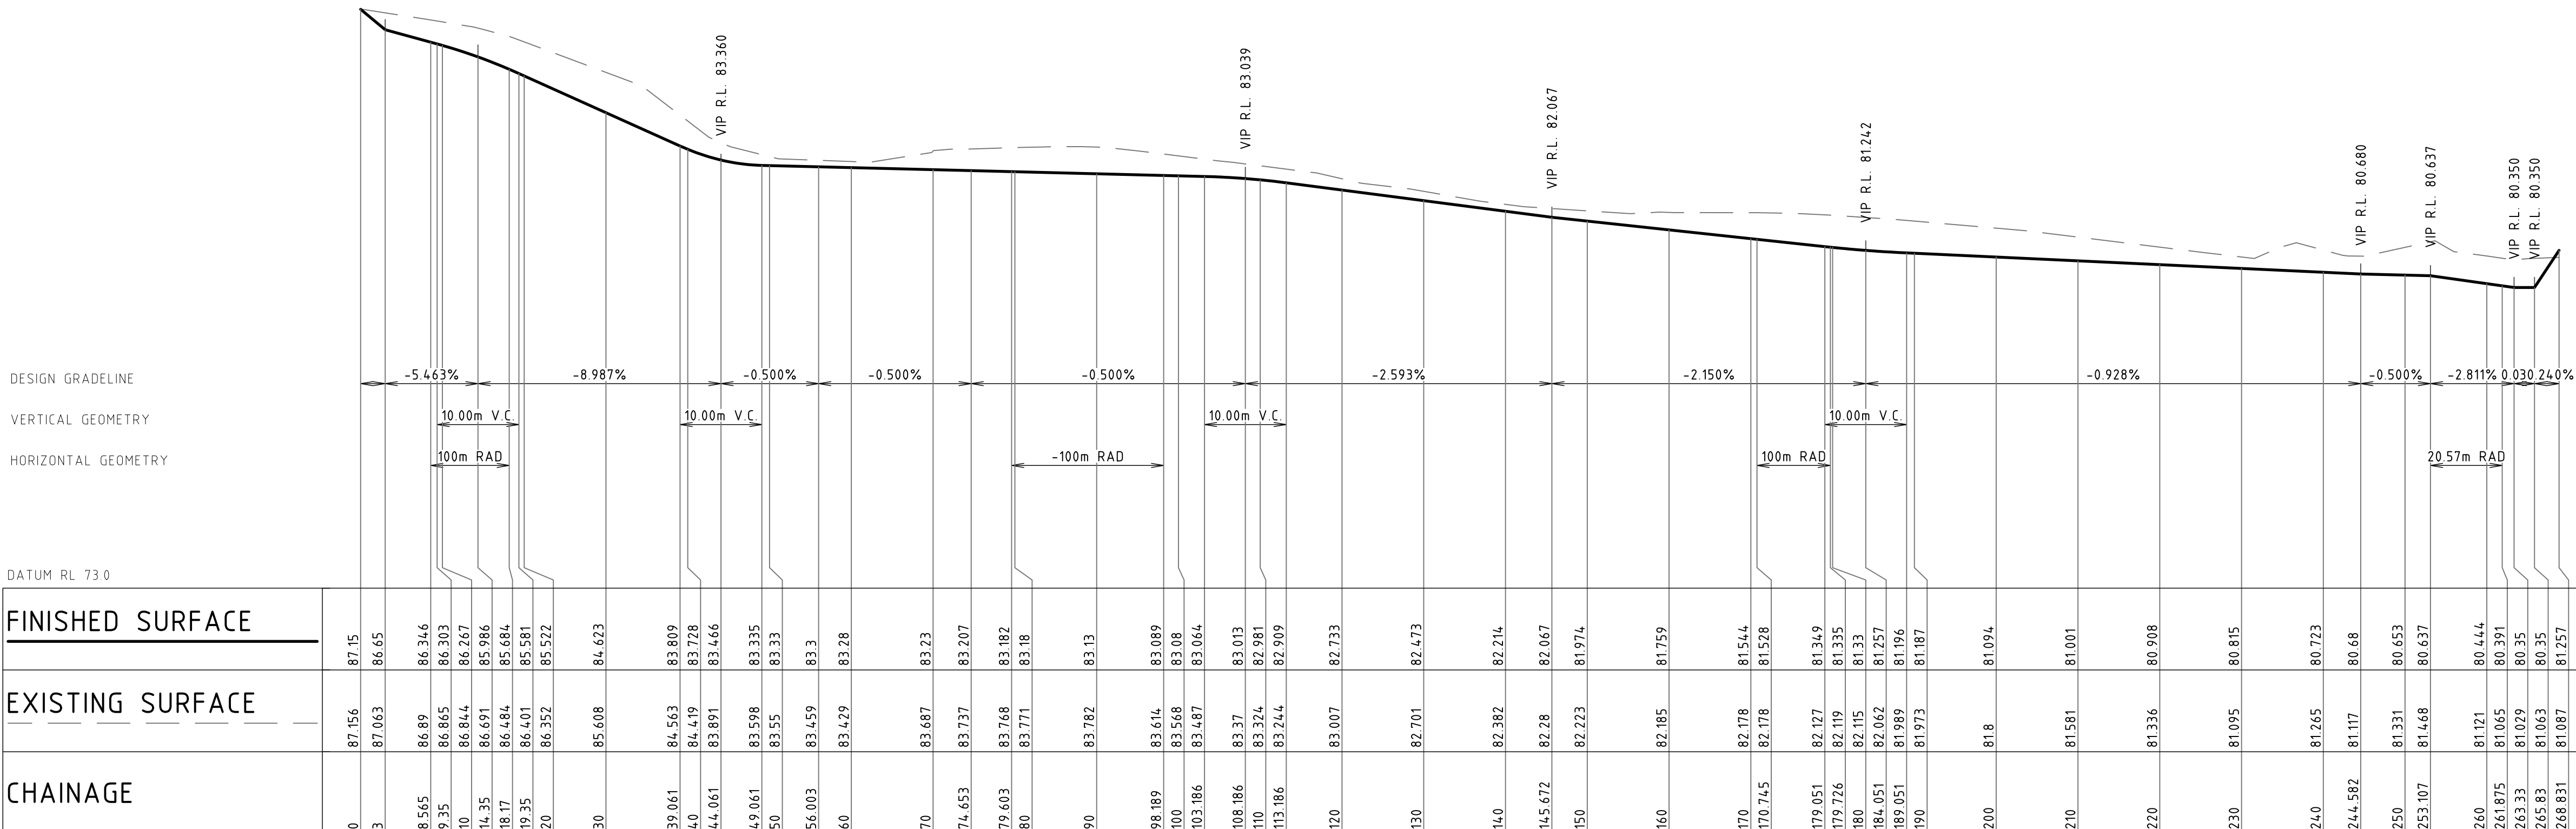 VIP R.L. 83.360
VIP R.L. 83.039
VIP R.L. 82.067
VIP R.L. 81.242
VIP R.L. 80.680
VIP R.L. 80.637
VIP R.L. 80.350
VIP R.L. 80.350
DESIGN GRADELINE
-5.463% -8.987% -0.500% -0.500% -0.500% -2.593% -2.150% -0.928% -0.500% -2.811%
VERTICAL GEOMETRY
10.00m V.C. 10.00m V.C. 10.00m V.C. 10.00m V.C.
HORIZONTAL GEOMETRY
100m RAD -100m RAD 100m RAD 20.57m RAD
DATUM RL 73.0
FINISHED SURFACE
87.15 86.65 86.346 86.303 86.267 85.986 85.684 85.581 85.522 84.623 83.809 83.728 83.466 83.335 83.33 83.3 83.28 83.23 83.207 83.182 83.18 83.13 83.089 83.08 83.064 83.013 82.981 82.909 82.733 82.473 82.214 82.067 81.974 81.759 81.544 81.528 81.349 81.335 81.33 81.257 81.196 81.187 81.094 81.001 80.908 80.815 80.723 80.68 80.653 80.637 80.444 80.391 80.35 80.35 81.257
EXISTING SURFACE
87.156 87.063 86.89 86.865 86.844 86.691 86.484 86.401 86.352 85.608 84.563 84.419 83.891 83.598 83.55 83.459 83.429 83.687 83.737 83.768 83.771 83.782 83.614 83.568 83.487 83.37 83.324 83.244 83.007 82.701 82.382 82.28 82.223 82.185 82.178 82.178 82.127 82.119 82.115 82.062 81.989 81.973 81.8 81.581 81.336 81.095 81.265 81.117 81.331 81.468 81.121 81.065 81.029 81.063 81.087
CHAINAGE
0 3 8.565 9.35 10 14.35 18.17 19.35 20 30 39.061 40 44.061 49.061 50 56.003 60 70 74.653 79.603 80 90 98.189 100 103.186 108.186 110 113.186 120 130 140 145.672 150 160 170 170.745 179.051 179.726 180 184.051 189.051 190 200 210 220 230 240 244.582 250 253.107 260 261.875 263.33 265.83 268.831